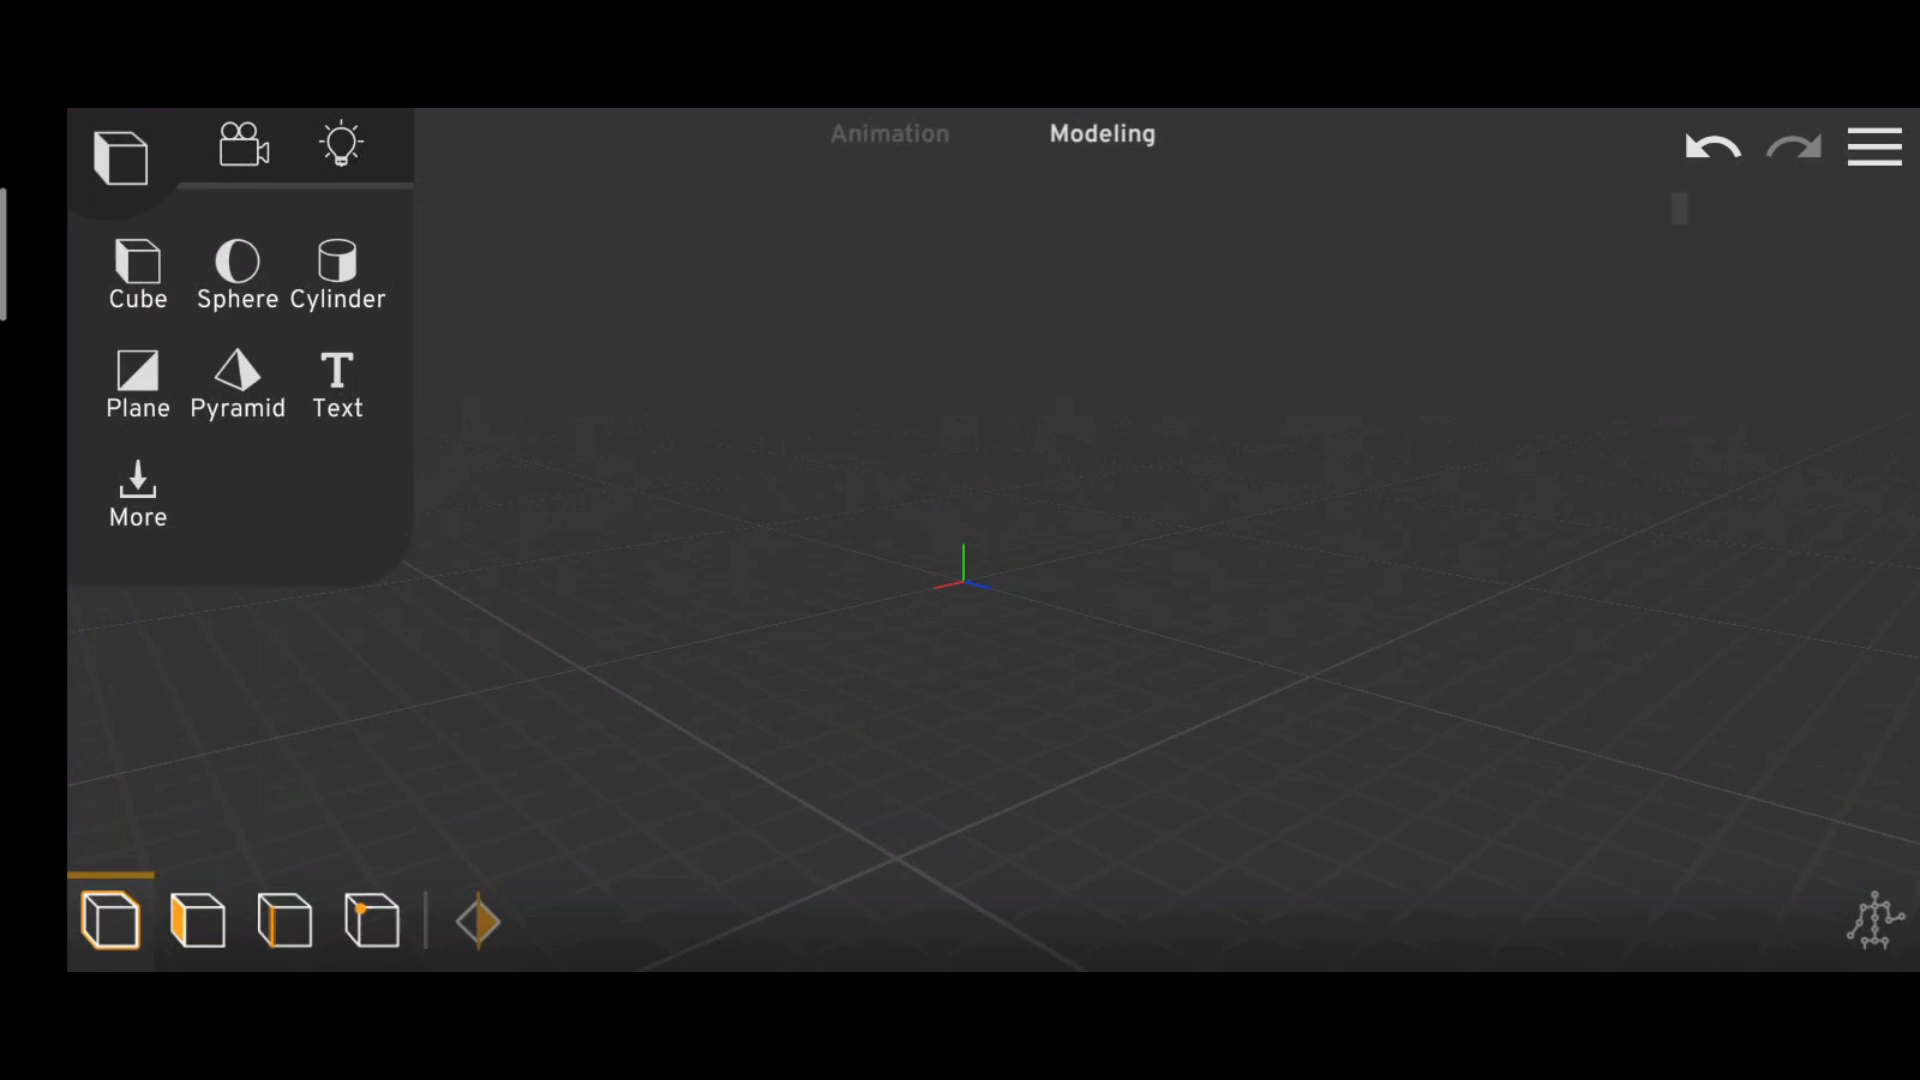 Animation Modeling
Cube Sphere Cylinder
Plane Pyramid Text
More